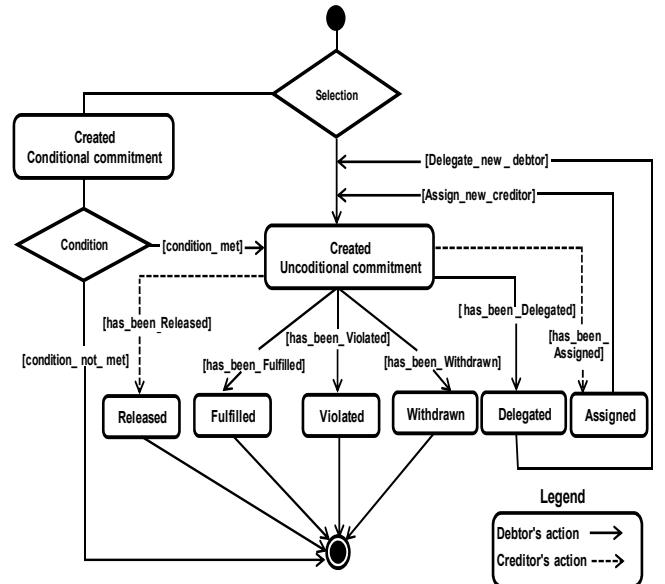 Selection
Created
Conditional commitment
[Delegate_new_debtor]
[Assign_new_creditor]
Condition
[condition_met]
Created
Uncoditional commitment
[has_been_Released]
[has_been_Violated]
[has_been_Delegated]
[has_been_
Assigned]
[condition_not_met]
[has_been_Fulfilled]
[has_been_Withdrawn]
Released
Fulfilled
Violated
Withdrawn
Delegated
Assigned
Legend
Debtor's action
Creditor's action